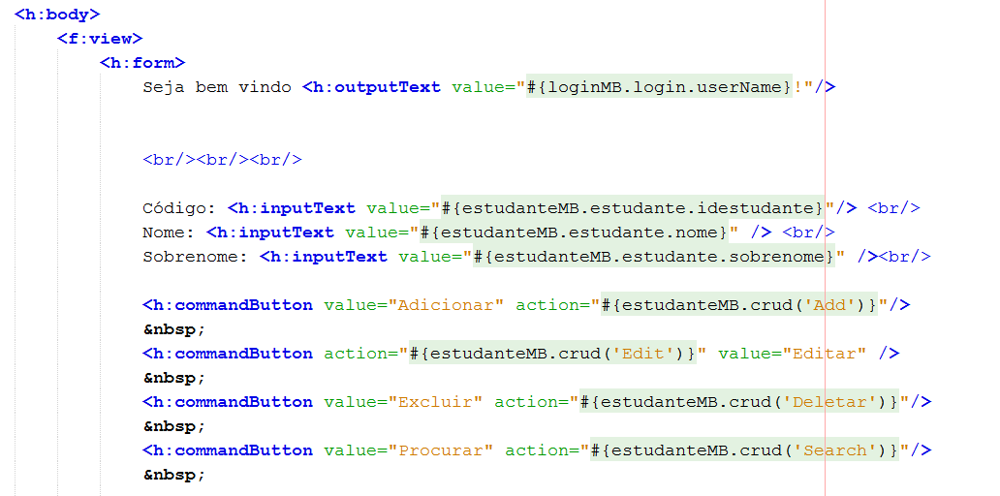 <h:body>
<f:view>
<h:form>
Seja bem vindo <h:outputText value="#{loginMB.login.userName}!"/>
<br/><br/><br/>
Código: <h:inputText value="#{estudanteMB.estudante.idestudante}"/> <br/>
Nome: <h:inputText value="#{estudanteMB.estudante.nome}" /> <br/>
Sobrenome: <h:inputText value="#{estudanteMB.estudante.sobrenome}" /><br/>
<h:commandButton value="Adicionar" action="#{estudanteMB.crud('Add')}"/>
&nbsp;
<h:commandButton action="#{estudanteMB.crud('Edit')}" value="Editar" />
&nbsp;
<h:commandButton value="Excluir" action="#{estudanteMB.crud('Deletar')}"/>
&nbsp;
<h:commandButton value="Procurar" action="#{estudanteMB.crud('Search')}"/>
&nbsp;